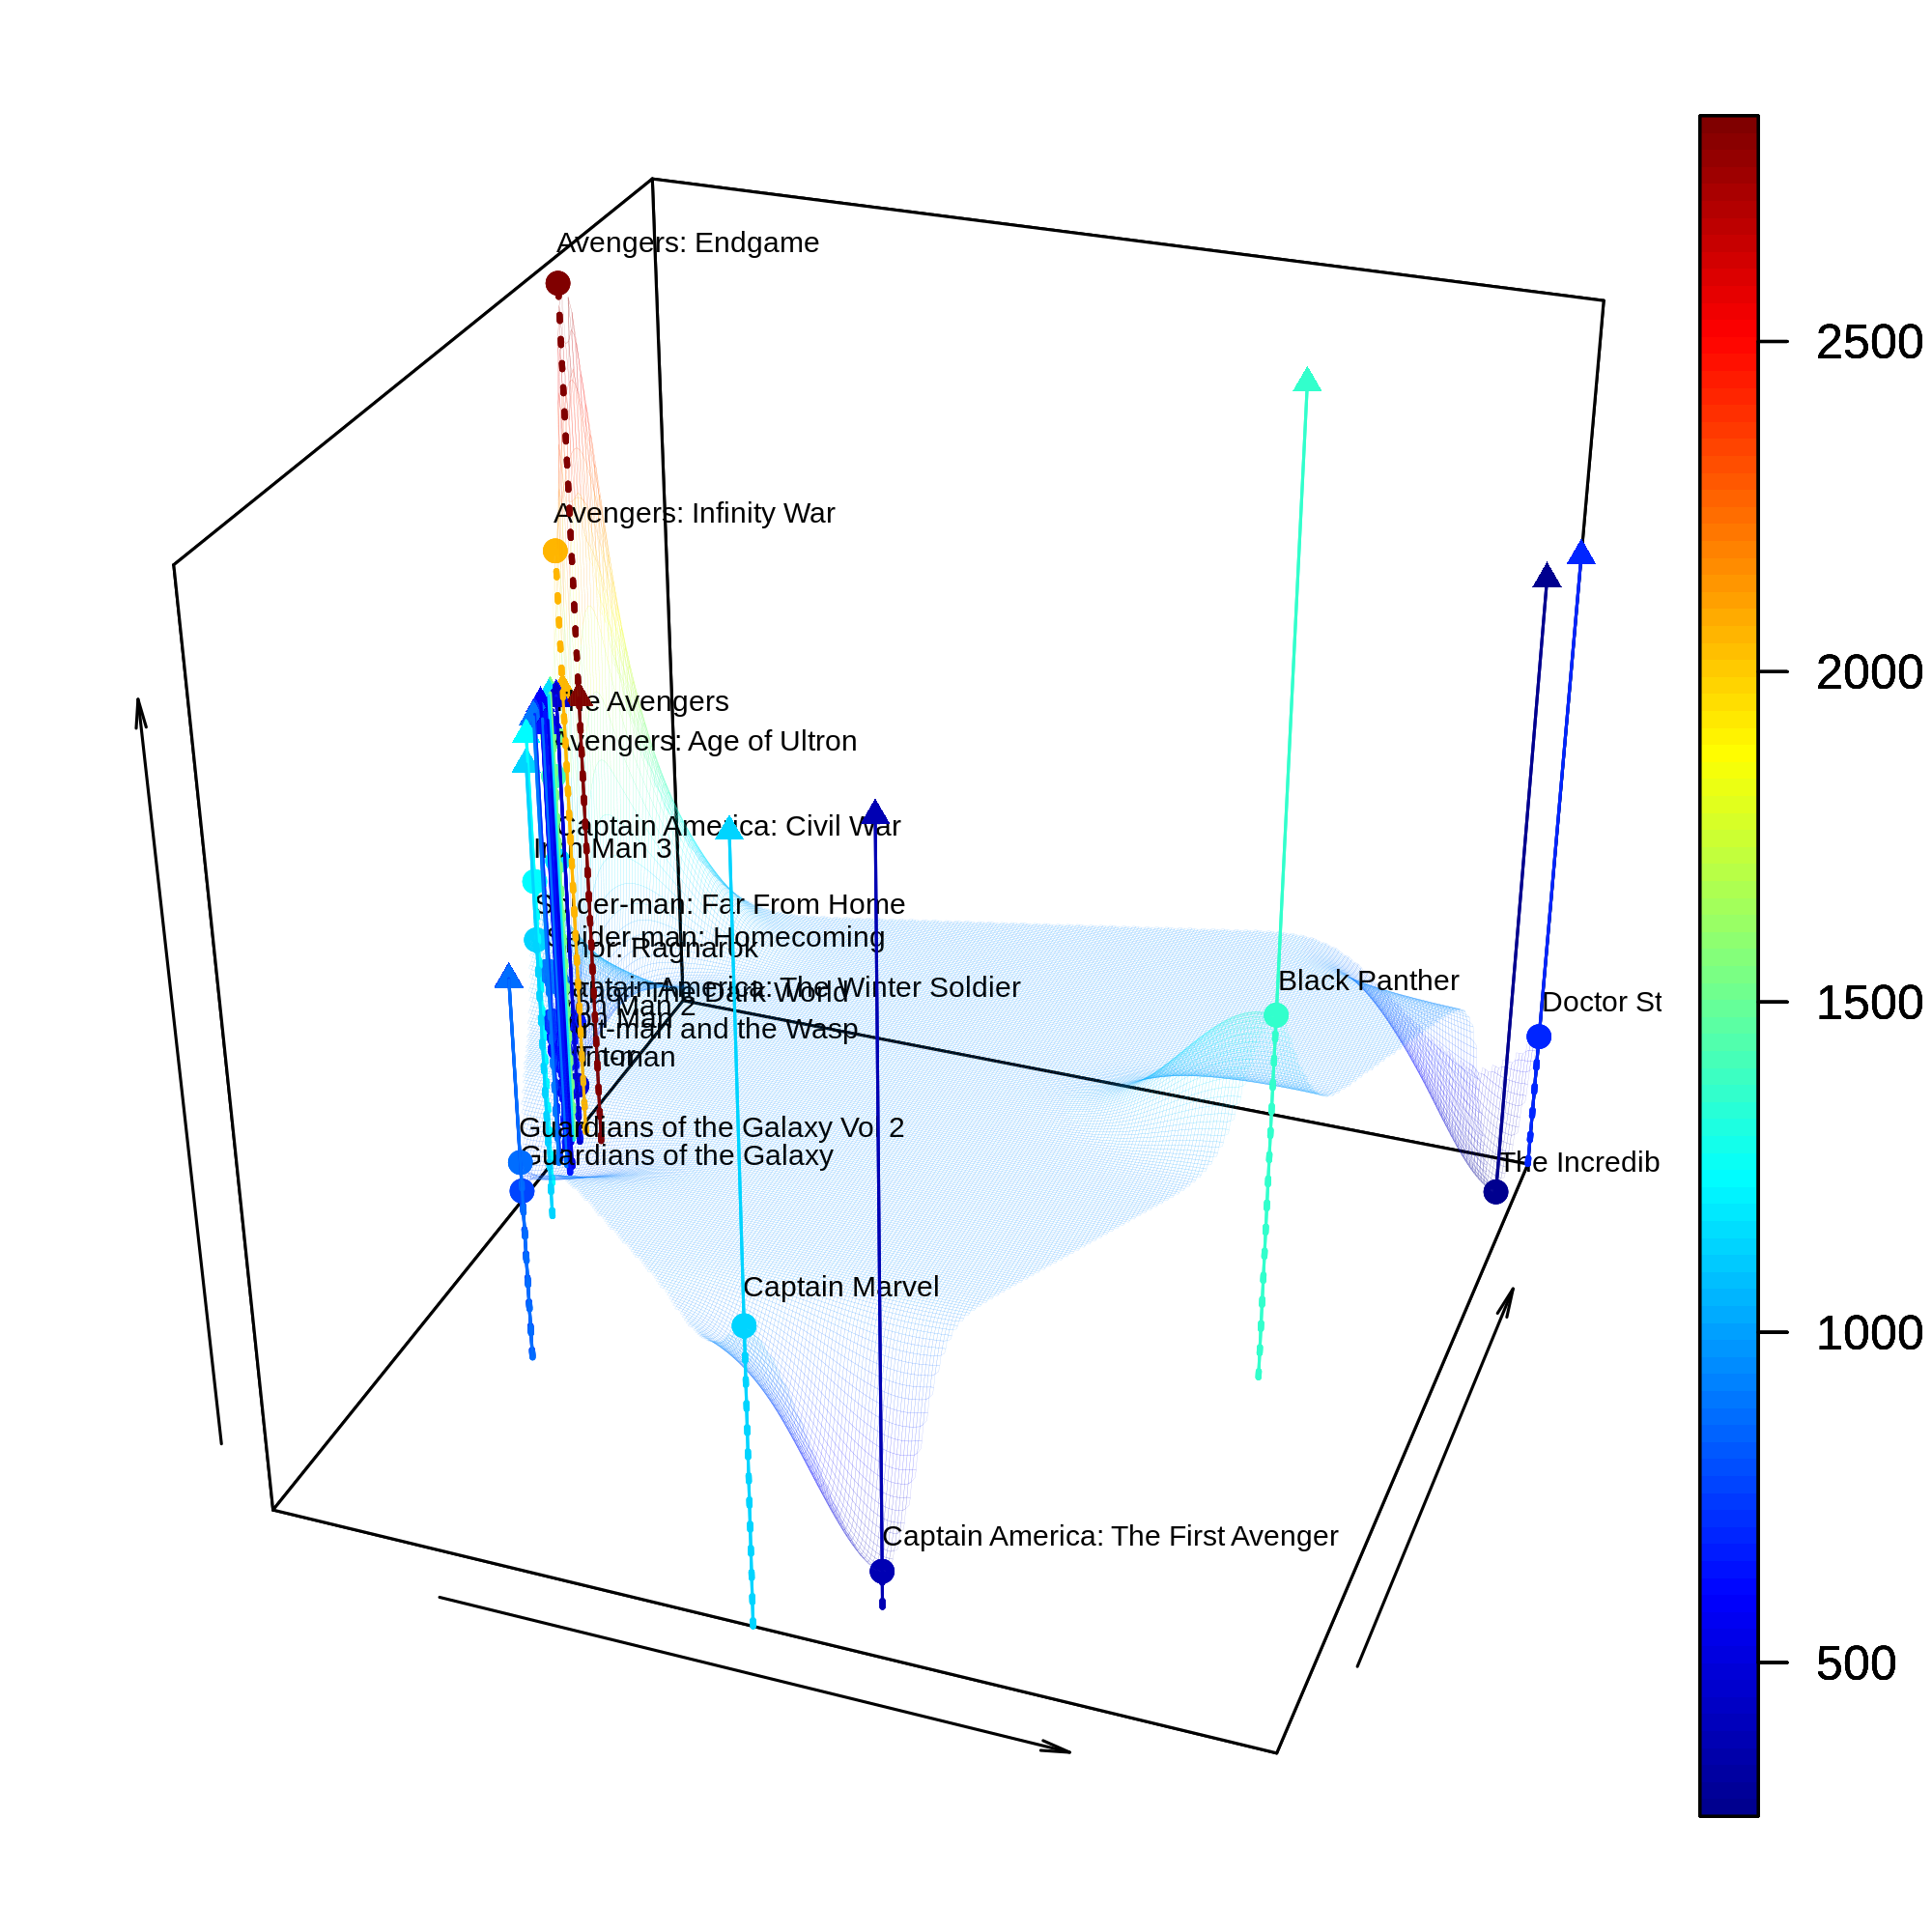 Avengers: Endgame
2500
Avengers: Infinity War
2000
The Avengers
Avengers: Age of Ultron
Captain America: Civil War
Iron Man 3
Spider-man: Far From Home
Spider-man: Homecoming
Thor: Ragnarok
Black Panther
Captain America: The Winter Soldier
Thor: The Dark World
Doctor St
1500
Iron Man 2
Iron Man
Ant-man and the Wasp
Thor
Ant-man
Guardians of the Galaxy Vol 2
Guardians of the Galaxy
The Incredib
Captain Marvel
1000
Captain America: The First Avenger
500